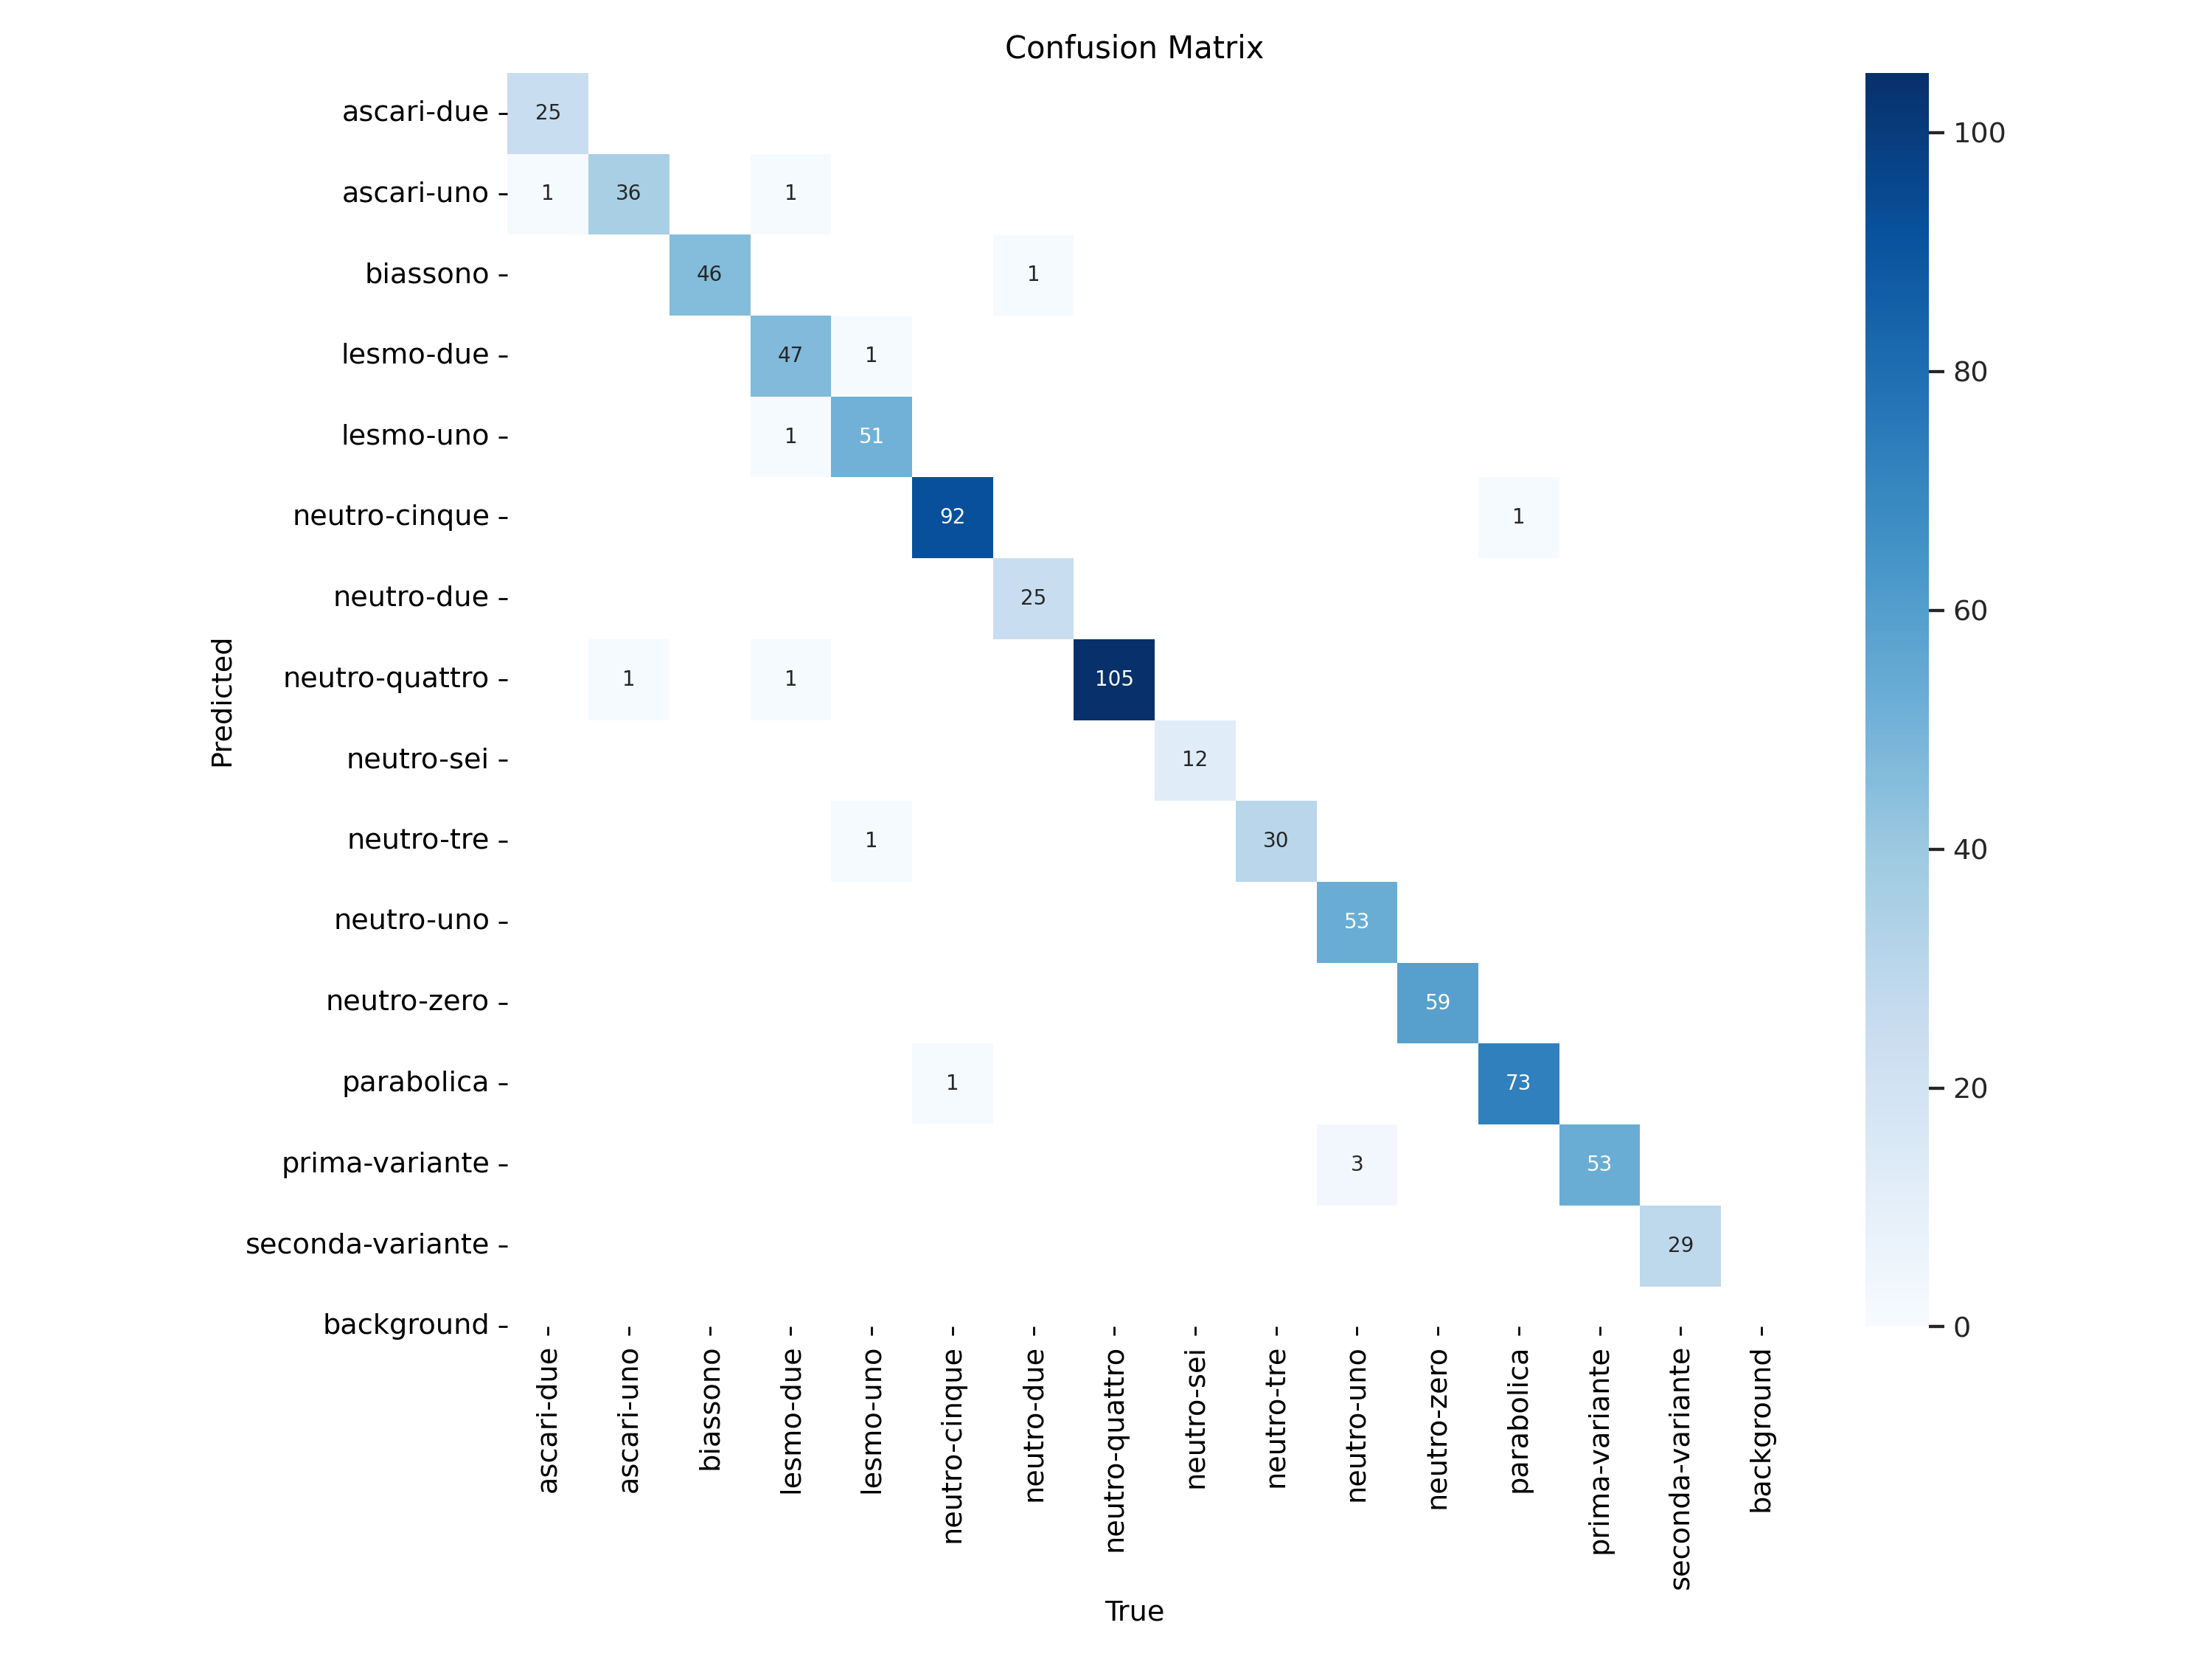 Confusion Matrix
ascari-due 25
ascari-uno 1 36 1
biassono 46 1
lesmo-due 47 1
lesmo-uno 1 51
neutro-cinque 92 1
neutro-due 25
neutro-quattro 1 1 105
neutro-sei 12
neutro-tre 1 30
neutro-uno 53
neutro-zero 59
parabolica 1 73
prima-variante 3 53
seconda-variante 29
background
Predicted
ascari-due
ascari-uno
biassono
lesmo-due
lesmo-uno
neutro-cinque
neutro-due
neutro-quattro
neutro-sei
neutro-tre
neutro-uno
neutro-zero
parabolica
prima-variante
seconda-variante
background
True
100
80
60
40
20
0